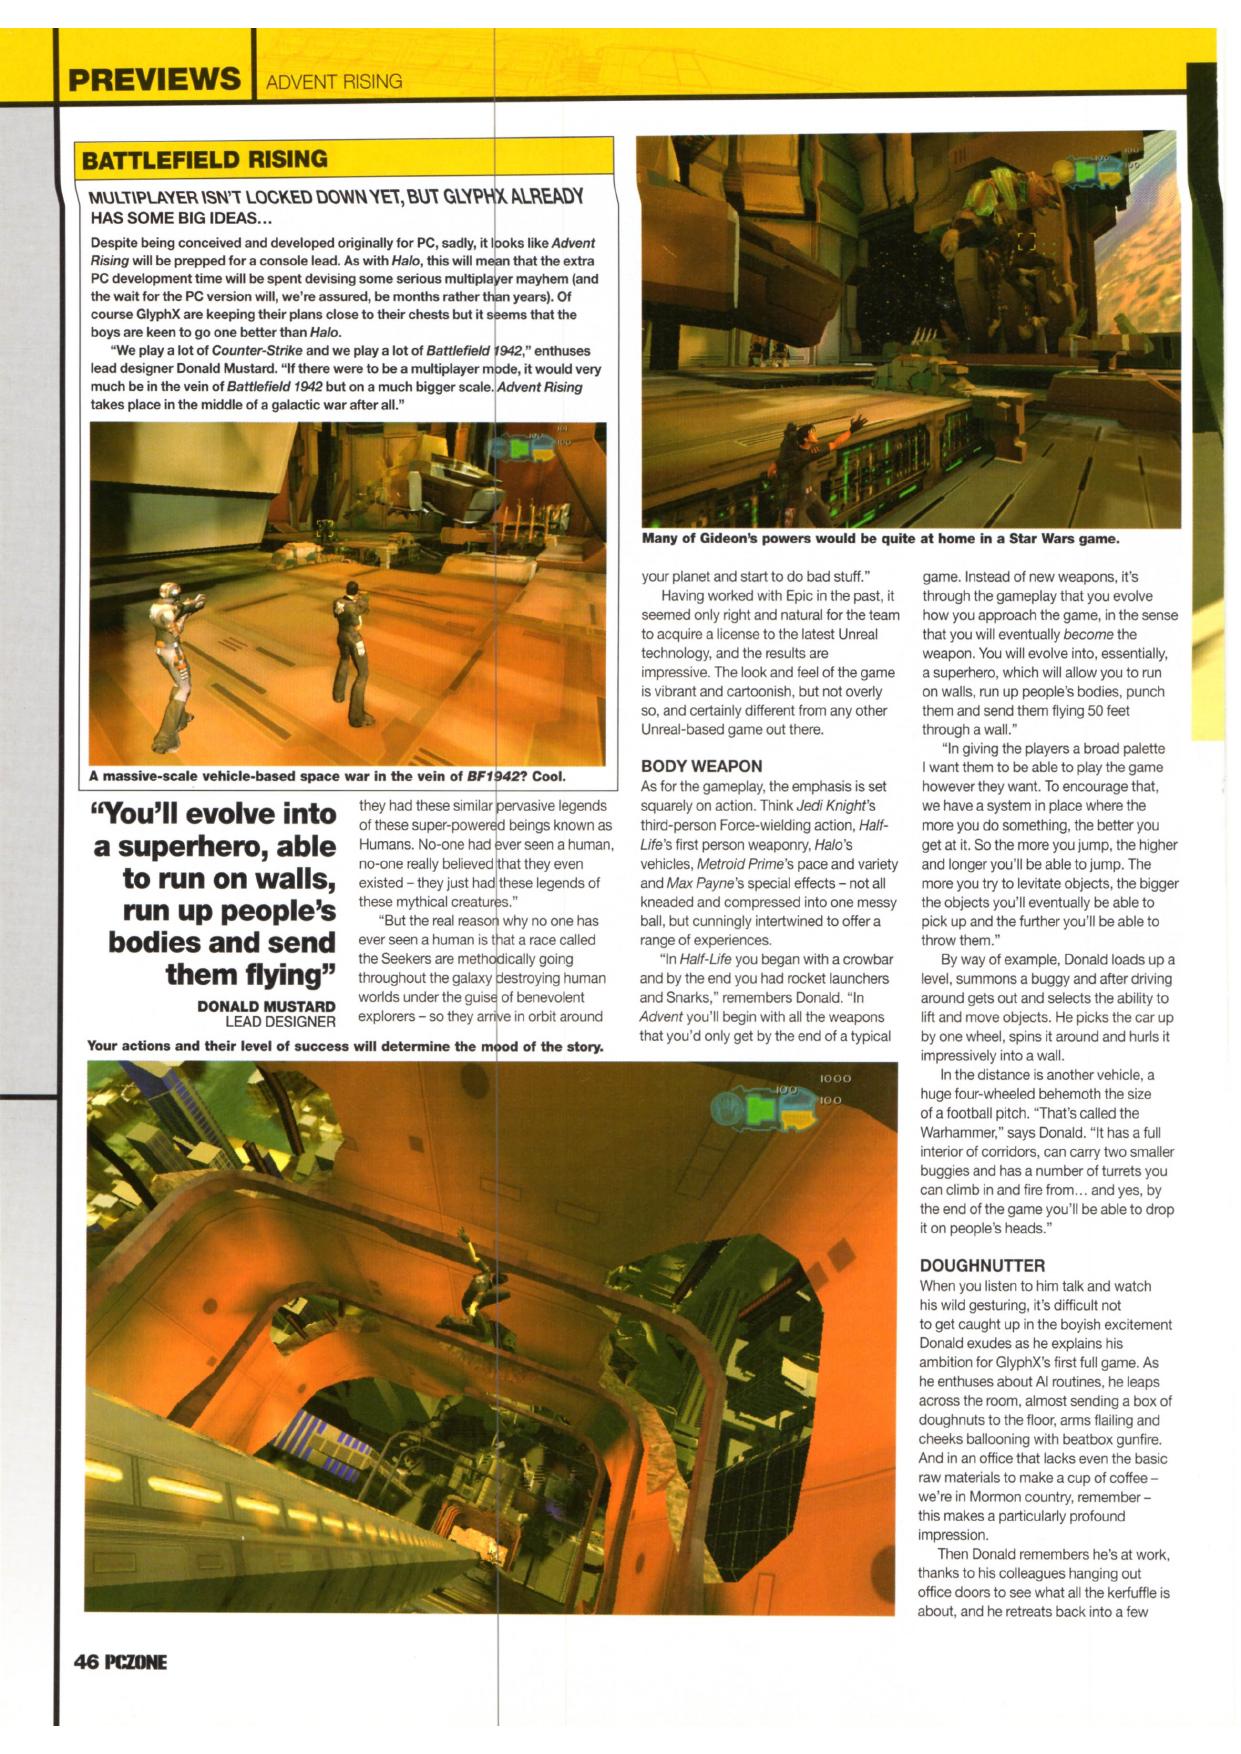 PREVIEWS
ADVENT RISING
BATTLEFIELD RISING
MULTIPLAYER ISN'T LOCKED DOWN YET, BUT GLYPHX ALREADY
HAS SOME BIG IDEAS...
Despite being conceived and developed originally for PC, sadly, it looks like Advent
Rising will be prepped for a console lead. As with Halo, this will mean that the extra
PC development time will be spent devising some serious multiplayer mayhem (and
the wait for the PC version will, we're assured, be months rather than years). Of
course GlyphX are keeping their plans close to their chests but it seems that the
boys are keen to go one better than Halo.
"We play a lot of Counter-Strike and we play a lot of Battlefield 1942," enthuses
lead designer Donald Mustard. "If there were to be a multiplayer mode, it would very
much be in the vein of Battlefield 1942 but on a much bigger scale. Advent Rising
takes place in the middle of a galactic war after all."
A massive-scale vehicle-based space war in the vein of BF1942? Cool.
"You'll evolve into
a superhero, able
to run on walls,
run up people's
bodies and send
them flying"
DONALD MUSTARD
LEAD DESIGNER
they had these similar pervasive legends
of these super-powered beings known as
Humans. No-one had ever seen a human,
no-one really believed that they even
existed – they just had these legends of
these mythical creatures."
"But the real reason why no one has
ever seen a human is that a race called
the Seekers are methodically going
throughout the galaxy destroying human
worlds under the guise of benevolent
explorers – so they arrive in orbit around
Your actions and their level of success will determine the mood of the story.
1000
100
100
Many of Gideon's powers would be quite at home in a Star Wars game.
your planet and start to do bad stuff."
Having worked with Epic in the past, it
seemed only right and natural for the team
to acquire a license to the latest Unreal
technology, and the results are
impressive. The look and feel of the game
is vibrant and cartoonish, but not overly
so, and certainly different from any other
Unreal-based game out there.
BODY WEAPON
As for the gameplay, the emphasis is set
squarely on action. Think Jedi Knight's
third-person Force-wielding action, Half-
Life's first person weaponry, Halo's
vehicles, Metroid Prime's pace and variety
and Max Payne's special effects – not all
kneaded and compressed into one messy
ball, but cunningly intertwined to offer a
range of experiences.
"In Half-Life you began with a crowbar
and by the end you had rocket launchers
and Snarks," remembers Donald. "In
Advent you'll begin with all the weapons
that you'd only get by the end of a typical
game. Instead of new weapons, it's
through the gameplay that you evolve
how you approach the game, in the sense
that you will eventually become the
weapon. You will evolve into, essentially,
a superhero, which will allow you to run
on walls, run up people's bodies, punch
them and send them flying 50 feet
through a wall."
"In giving the players a broad palette
I want them to be able to play the game
however they want. To encourage that,
we have a system in place where the
more you do something, the better you
get at it. So the more you jump, the higher
and longer you'll be able to jump. The
more you try to levitate objects, the bigger
the objects you'll eventually be able to
pick up and the further you'll be able to
throw them."
By way of example, Donald loads up a
level, summons a buggy and after driving
around gets out and selects the ability to
lift and move objects. He picks the car up
by one wheel, spins it around and hurls it
impressively into a wall.
In the distance is another vehicle, a
huge four-wheeled behemoth the size
of a football pitch. "That's called the
Warhammer," says Donald. "It has a full
interior of corridors, can carry two smaller
buggies and has a number of turrets you
can climb in and fire from... and yes, by
the end of the game you'll be able to drop
it on people's heads."
DOUGHNUTTER
When you listen to him talk and watch
his wild gesturing, it's difficult not
to get caught up in the boyish excitement
Donald exudes as he explains his
ambition for GlyphX's first full game. As
he enthuses about AI routines, he leaps
across the room, almost sending a box of
doughnuts to the floor, arms flailing and
cheeks ballooning with beatbox gunfire.
And in an office that lacks even the basic
raw materials to make a cup of coffee –
we're in Mormon country, remember –
this makes a particularly profound
impression.
Then Donald remembers he's at work,
thanks to his colleagues hanging out
office doors to see what all the kerfuffle is
about, and he retreats back into a few
46 PCZONE